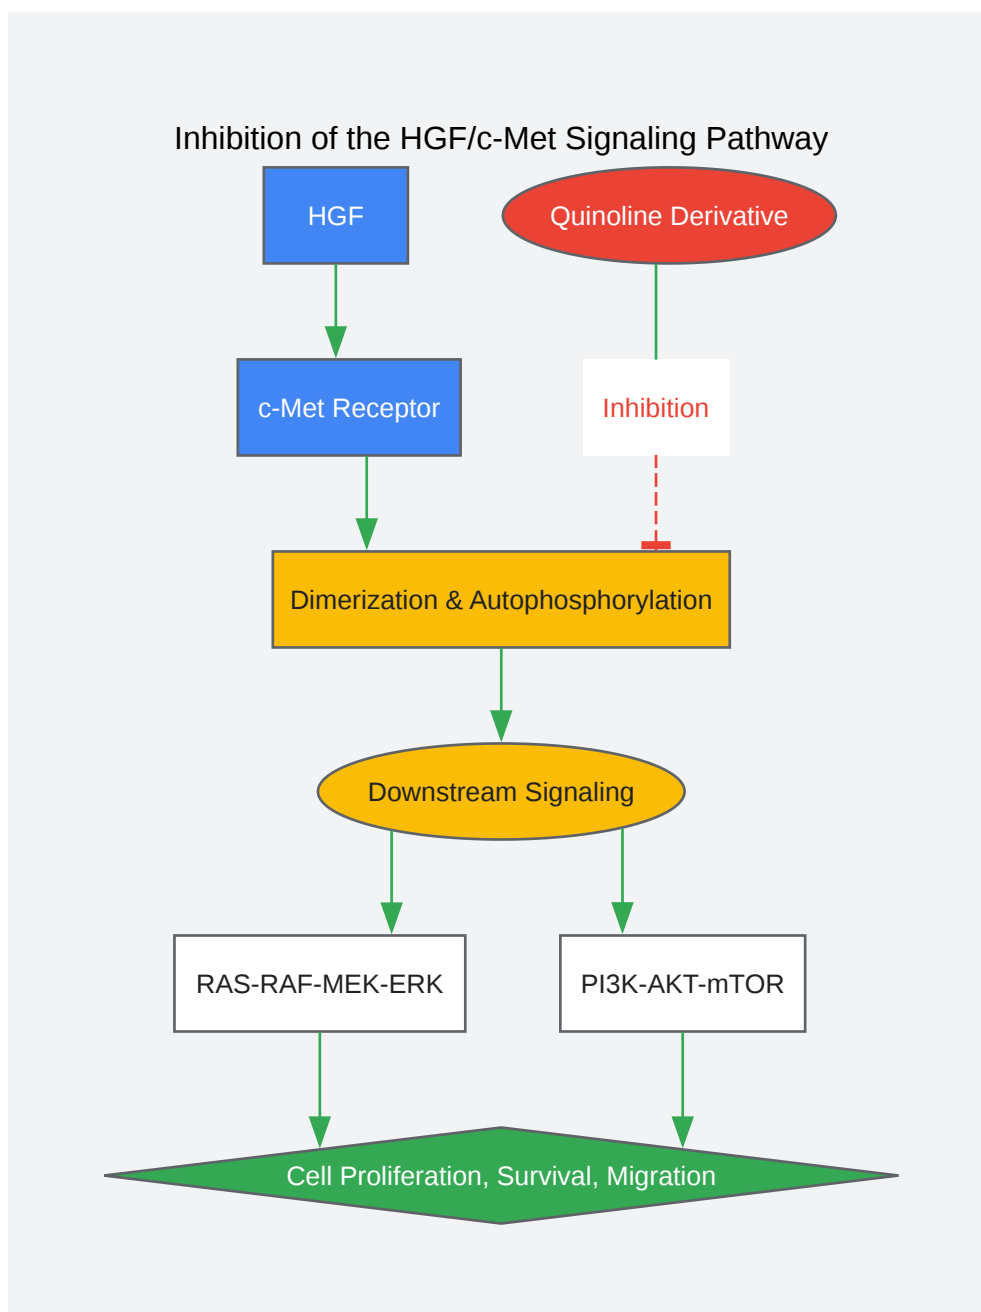 Inhibition of the HGF/c-Met Signaling Pathway
HGF
Quinoline Derivative
c-Met Receptor
Inhibition
Dimerization & Autophosphorylation
Downstream Signaling
RAS-RAF-MEK-ERK
PI3K-AKT-mTOR
Cell Proliferation, Survival, Migration